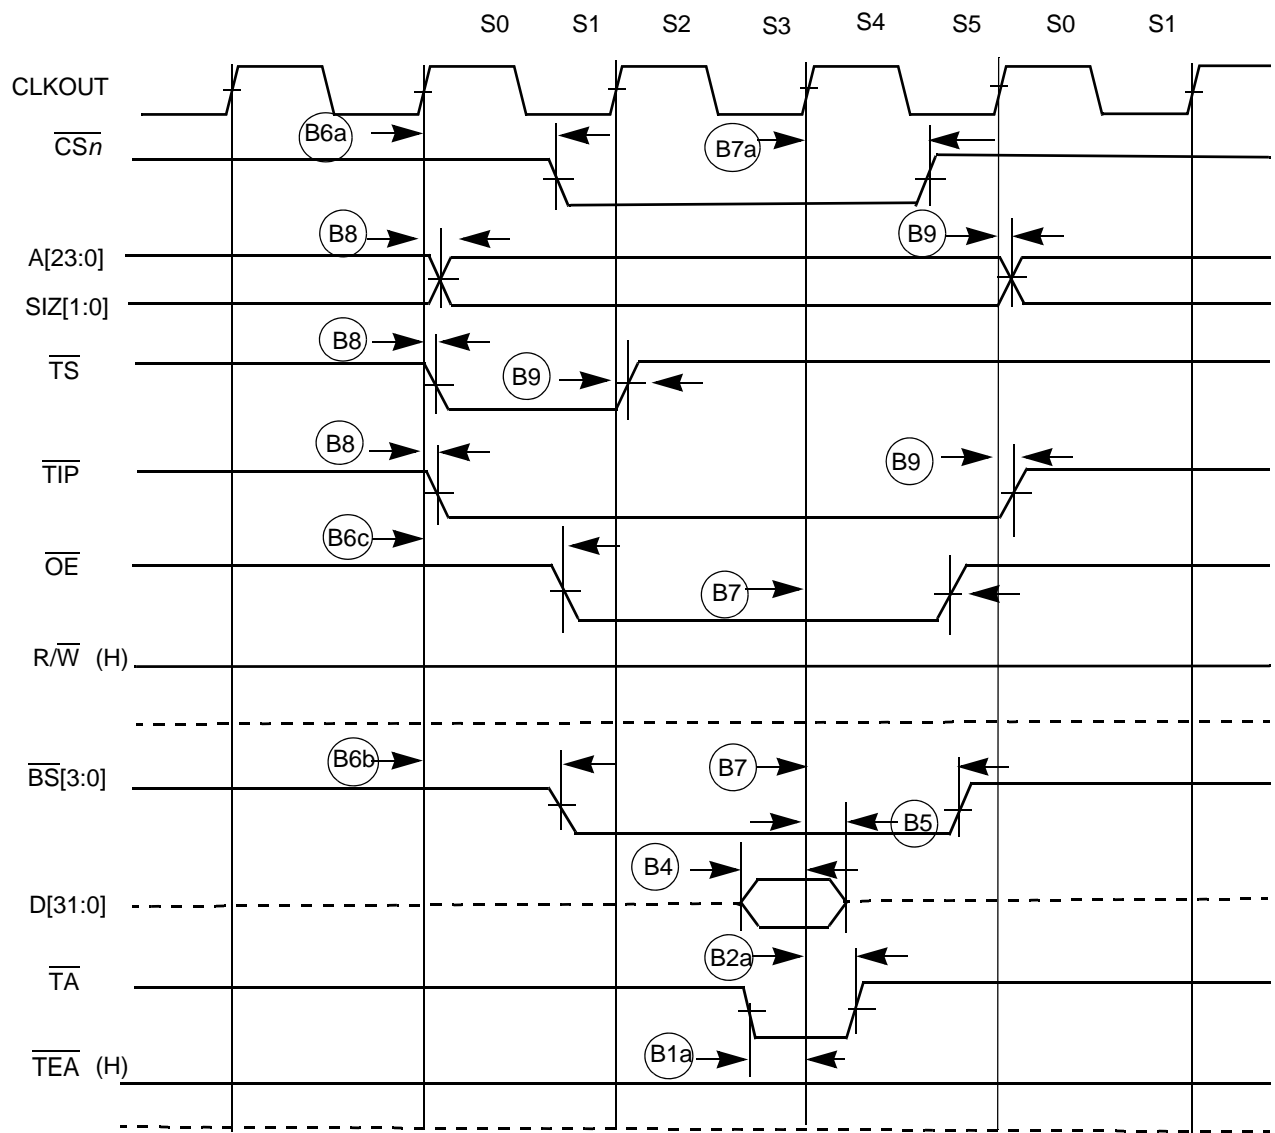 S0 S1 S2 S3 S4 S5 S0 S1
CLKOUT
B6a B7a
CSn
B8 B9
A[23:0]
SIZ[1:0]
B8
TS
B9
B8 B9
TIP
B6c
OE
B7
R/W (H)
B6b B7
BS[3:0]
B5
B4
D[31:0]
B2a
TA
B1a
TEA (H)